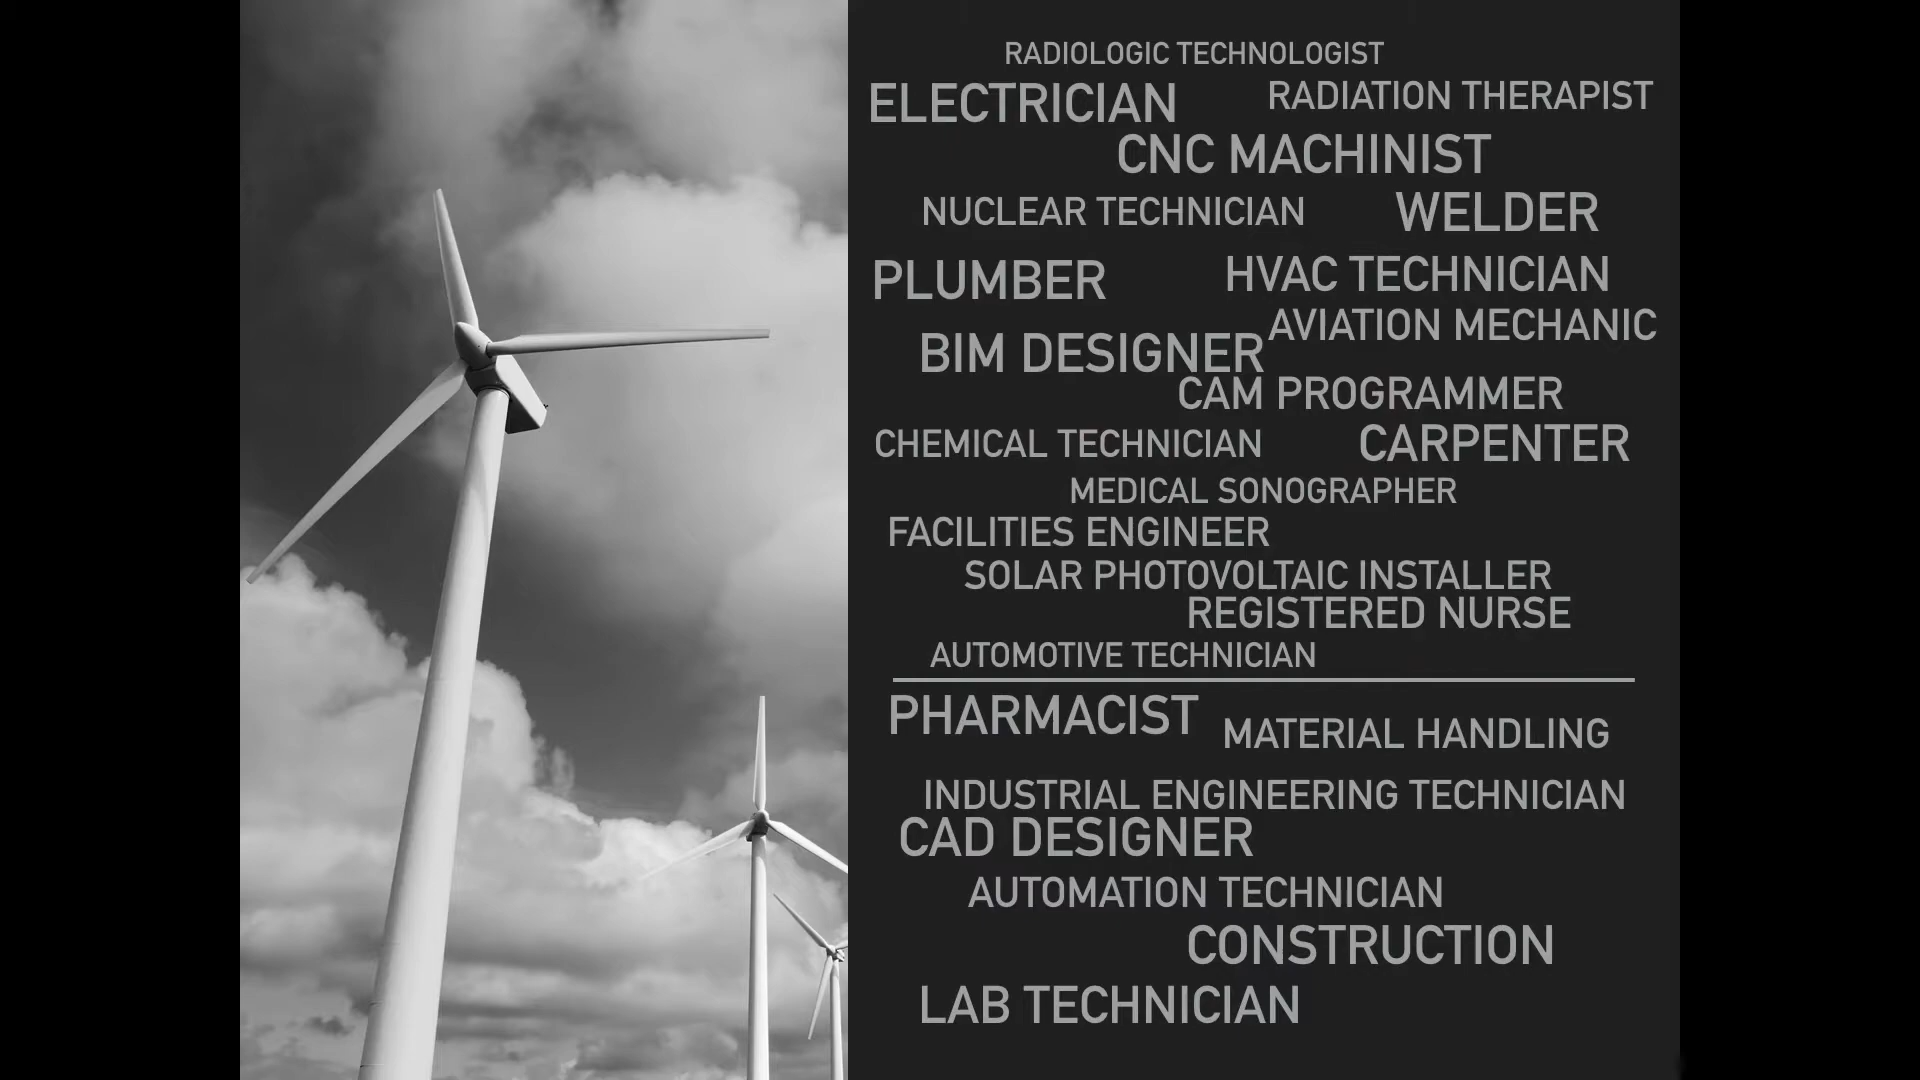 RADIOLOGIC TECHNOLOGIST
ELECTRICIAN
RADIATION THERAPIST
CNC MACHINIST
NUCLEAR TECHNICIAN
WELDER
PLUMBER
HVAC TECHNICIAN
AVIATION MECHANIC
BIM DESIGNER
CAM PROGRAMMER
CHEMICAL TECHNICIAN
CARPENTER
MEDICAL SONOGRAPHER
FACILITIES ENGINEER
SOLAR PHOTOVOLTAIC INSTALLER
REGISTERED NURSE
AUTOMOTIVE TECHNICIAN
PHARMACIST
MATERIAL HANDLING
INDUSTRIAL ENGINEERING TECHNICIAN
CAD DESIGNER
AUTOMATION TECHNICIAN
CONSTRUCTION
LAB TECHNICIAN